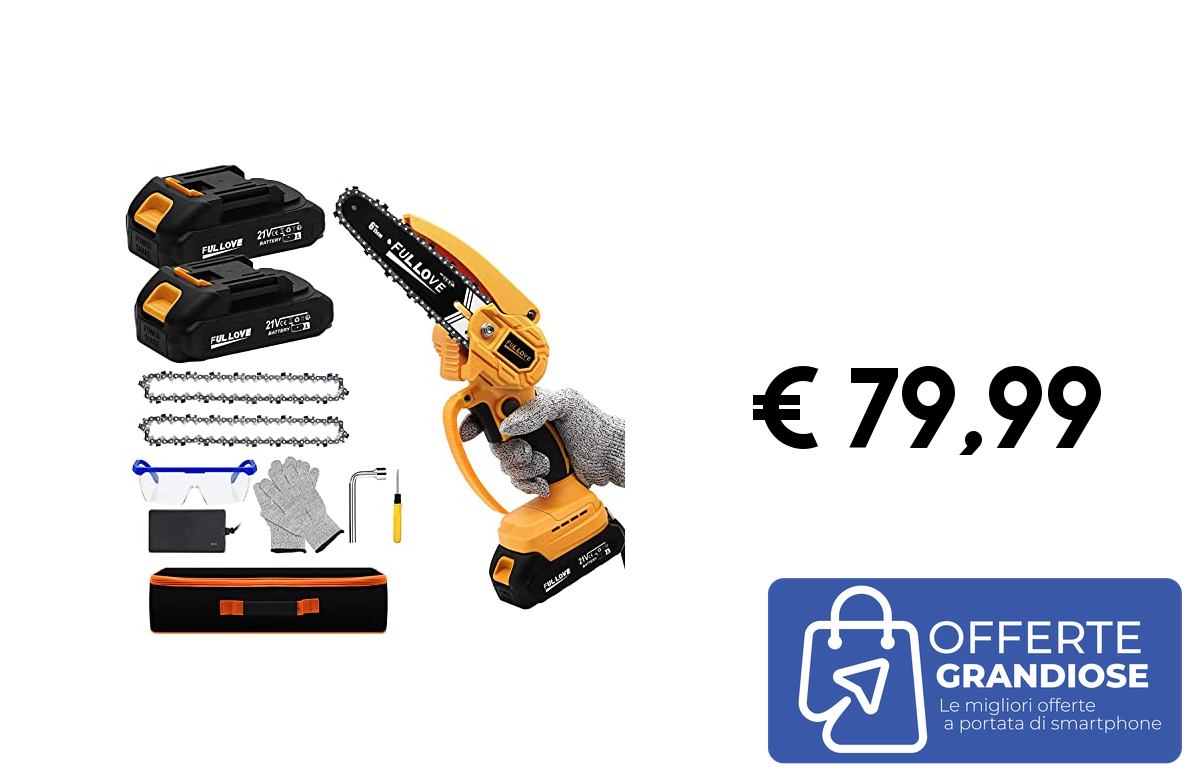 FULLOVE
21V
BATTERY
FULLOVE
21V
BATTERY
6"
FULLOVE
FULLOVE
21V
BATTERY
FULLOVE
€ 79,99
OFFERTE
GRANDIOSE
Le migliori offerte
a portata di smartphone